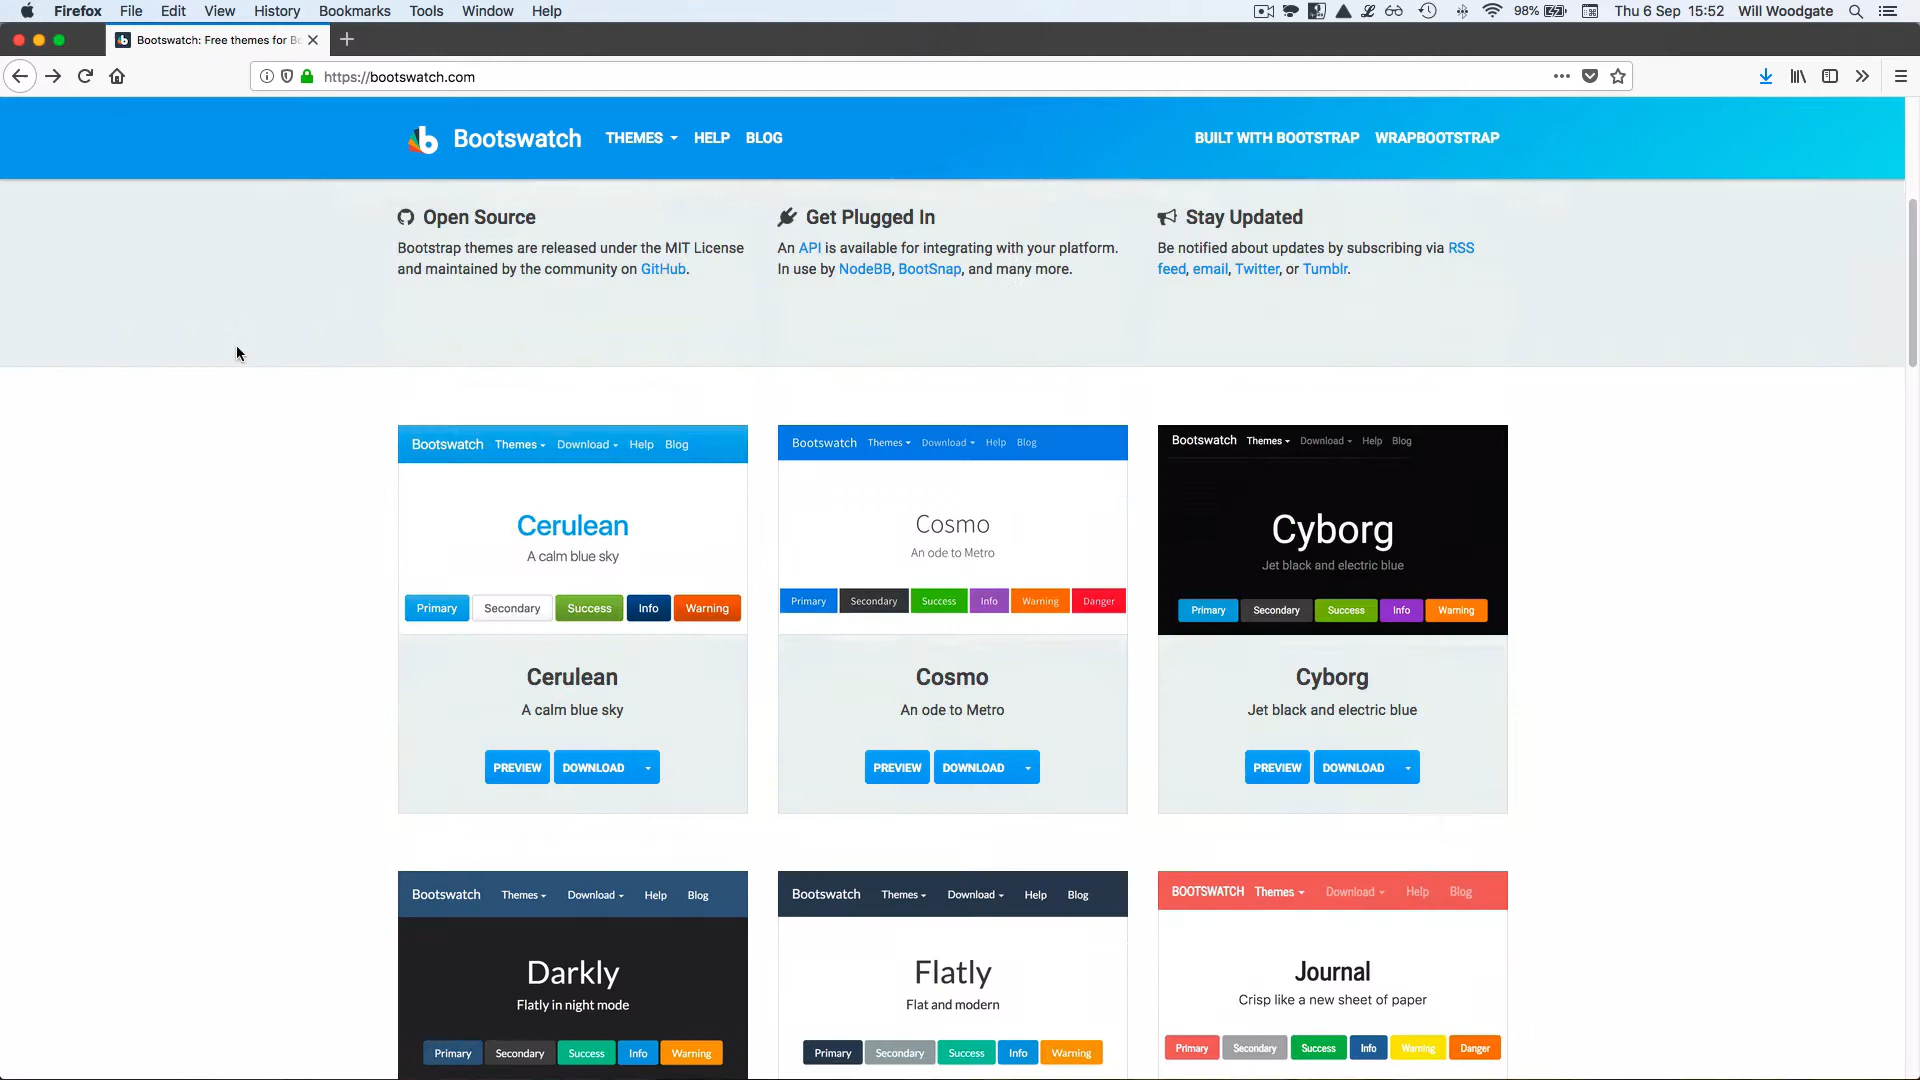 Firefox File Edit View History Bookmarks Tools Window Help 98% Thu 6 Sep 15:52 Will Woodgate
Bootswatch: Free themes for Bo
https://bootswatch.com
Bootswatch THEMES HELP BLOG BUILT WITH BOOTSTRAP WRAPBOOTSTRAP
Open Source
Bootstrap themes are released under the MIT License
and maintained by the community on GitHub.
Get Plugged In
An API is available for integrating with your platform.
In use by NodeBB, BootSnap, and many more.
Stay Updated
Be notified about updates by subscribing via RSS
feed, email, Twitter, or Tumblr.
Bootswatch Themes Download Help Blog
Cerulean
A calm blue sky
Primary Secondary Success Info Warning
Cerulean
A calm blue sky
PREVIEW DOWNLOAD
Bootswatch Themes Download Help Blog
Cosmo
An ode to Metro
Primary Secondary Success Info Warning Danger
Cosmo
An ode to Metro
PREVIEW DOWNLOAD
Bootswatch Themes Download Help Blog
Cyborg
Jet black and electric blue
Primary Secondary Success Info Warning
Cyborg
Jet black and electric blue
PREVIEW DOWNLOAD
Bootswatch Themes Download Help Blog
Darkly
Flatly in night mode
Primary Secondary Success Info Warning
Bootswatch Themes Download Help Blog
Flatly
Flat and modern
Primary Secondary Success Info Warning
BOOTSWATCH Themes Download Help Blog
Journal
Crisp like a new sheet of paper
Primary Secondary Success Info Warning Danger